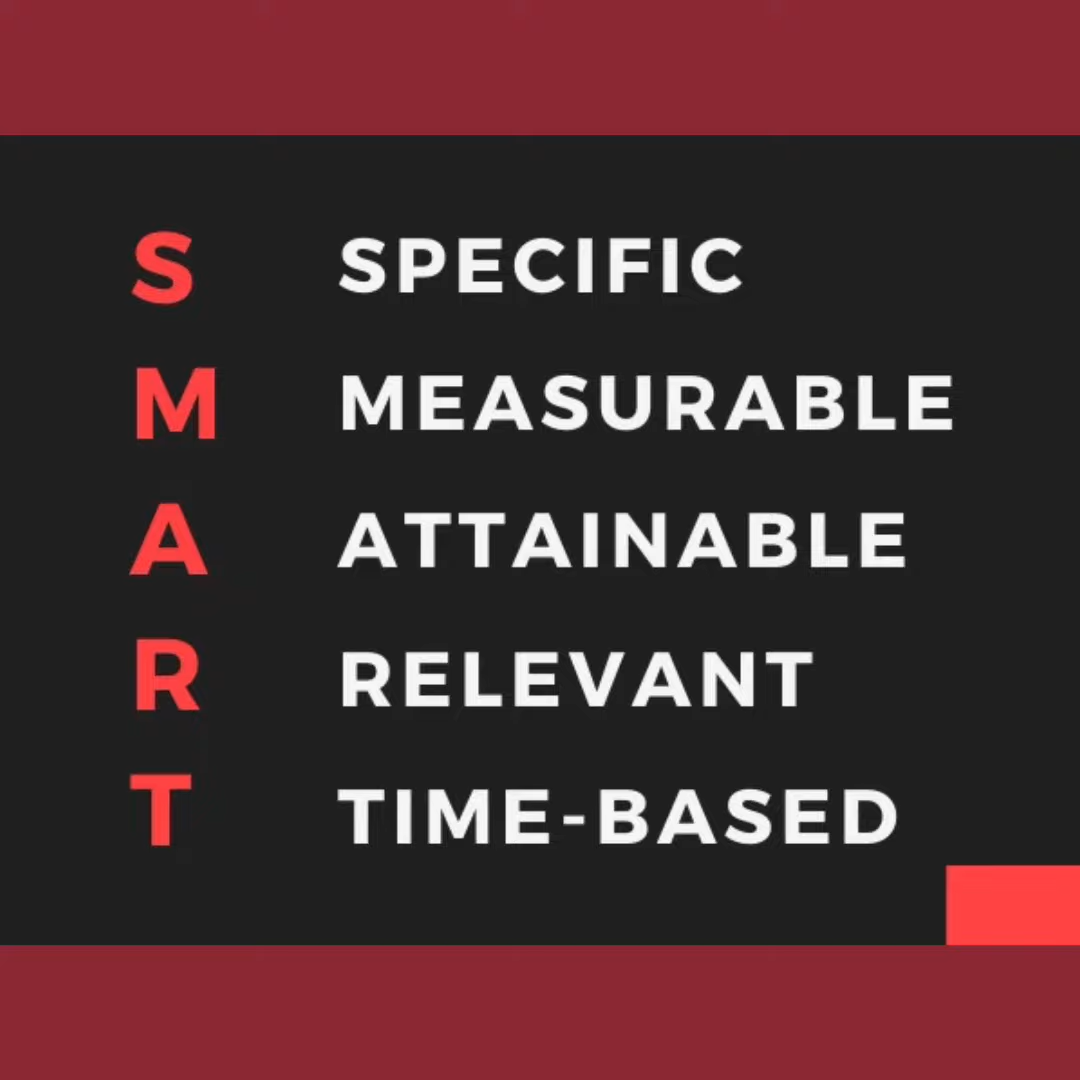 S SPECIFIC
M MEASURABLE
A ATTAINABLE
R RELEVANT
T TIME-BASED